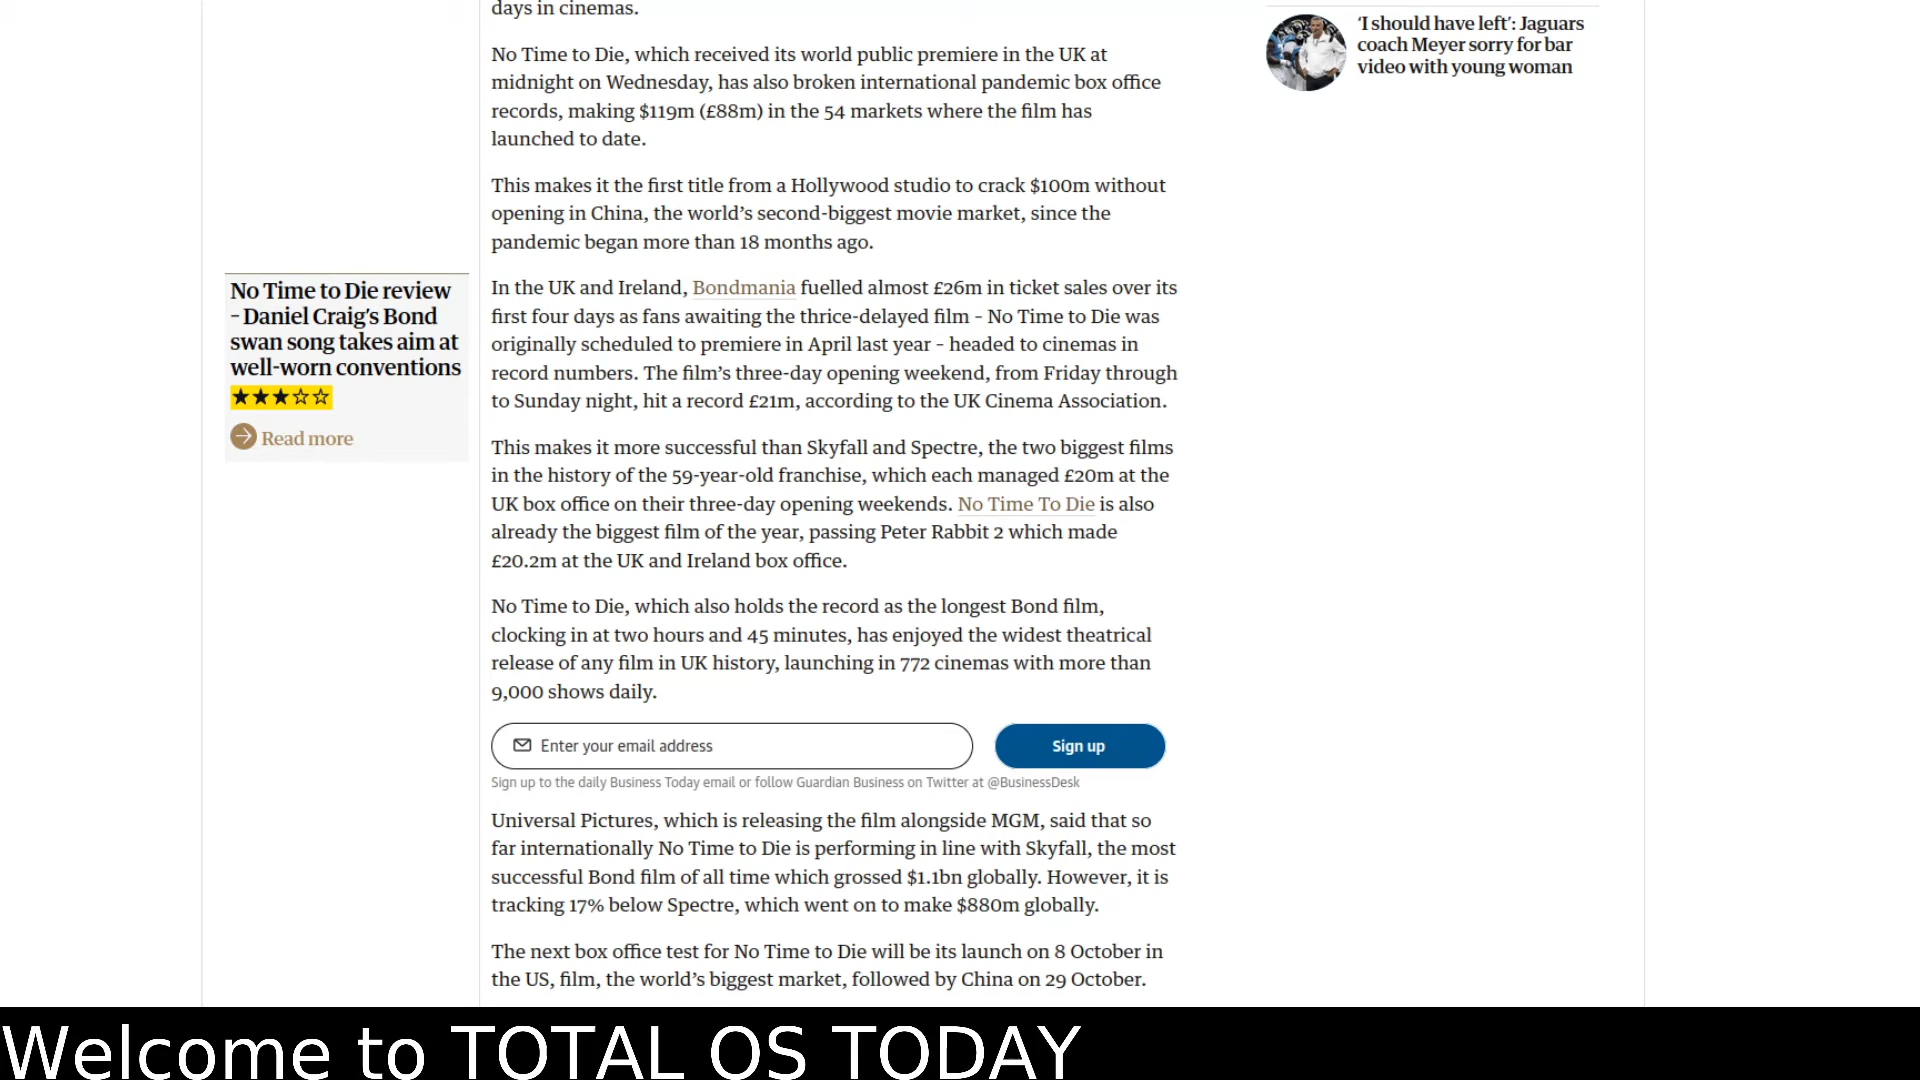 days in cinemas.
No Time to Die, which received its world public premiere in the UK at
midnight on Wednesday, has also broken international pandemic box office
records, making $119m (£88m) in the 54 markets where the film has
launched to date.
This makes it the first title from a Hollywood studio to crack $100m without
opening in China, the world’s second-biggest movie market, since the
pandemic began more than 18 months ago.
In the UK and Ireland, Bondmania fuelled almost £26m in ticket sales over its
first four days as fans awaiting the thrice-delayed film – No Time to Die was
originally scheduled to premiere in April last year – headed to cinemas in
record numbers. The film’s three-day opening weekend, from Friday through
to Sunday night, hit a record £21m, according to the UK Cinema Association.
This makes it more successful than Skyfall and Spectre, the two biggest films
in the history of the 59-year-old franchise, which each managed £20m at the
UK box office on their three-day opening weekends. No Time To Die is also
already the biggest film of the year, passing Peter Rabbit 2 which made
£20.2m at the UK and Ireland box office.
No Time to Die, which also holds the record as the longest Bond film,
clocking in at two hours and 45 minutes, has enjoyed the widest theatrical
release of any film in UK history, launching in 772 cinemas with more than
9,000 shows daily.
Enter your email address
Sign up
Sign up to the daily Business Today email or follow Guardian Business on Twitter at @BusinessDesk
Universal Pictures, which is releasing the film alongside MGM, said that so
far internationally No Time to Die is performing in line with Skyfall, the most
successful Bond film of all time which grossed $1.1bn globally. However, it is
tracking 17% below Spectre, which went on to make $880m globally.
The next box office test for No Time to Die will be its launch on 8 October in
the US, film, the world’s biggest market, followed by China on 29 October.
No Time to Die review
– Daniel Craig’s Bond
swan song takes aim at
well-worn conventions
★★★☆☆
Read more
‘I should have left’: Jaguars
coach Meyer sorry for bar
video with young woman
Welcome to TOTAL OS TODAY